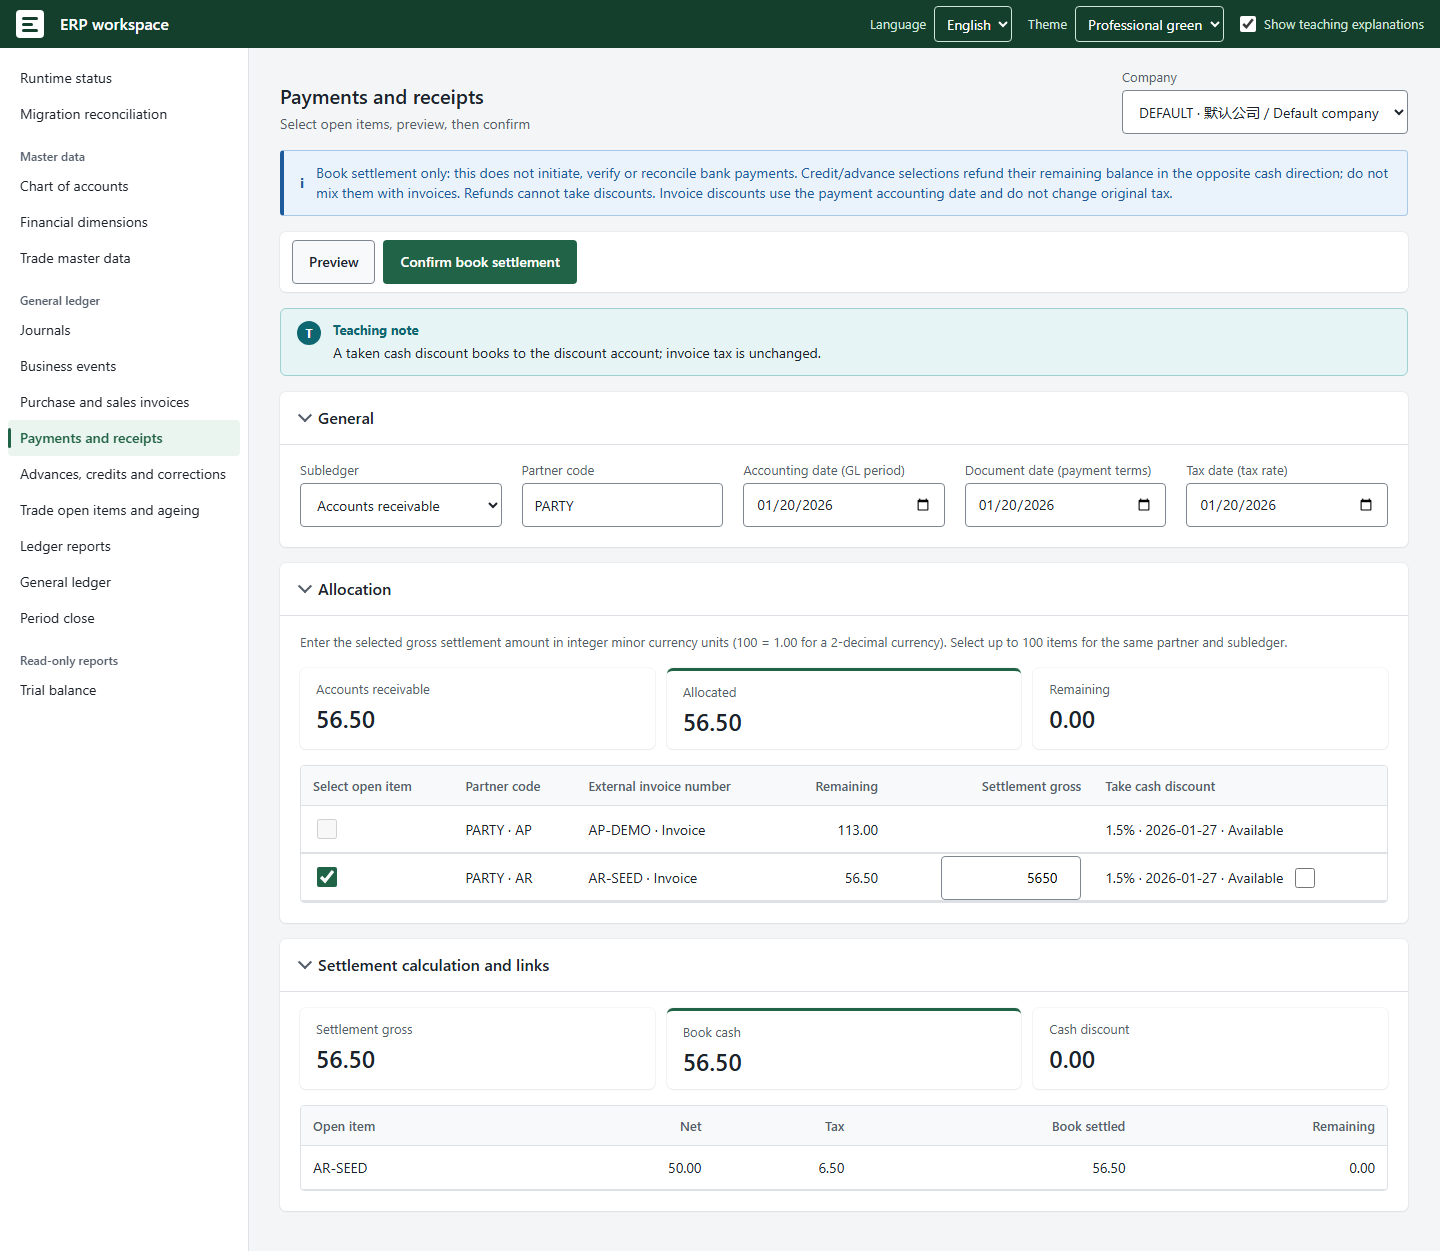 ERP workspace
Language English Theme Professional green Show teaching explanations
Runtime status
Migration reconciliation
Master data
Chart of accounts
Financial dimensions
Trade master data
General ledger
Journals
Business events
Purchase and sales invoices
Payments and receipts
Advances, credits and corrections
Trade open items and ageing
Ledger reports
General ledger
Period close
Read-only reports
Trial balance
Payments and receipts
Select open items, preview, then confirm
Company
DEFAULT · 默认公司 / Default company
i
Book settlement only: this does not initiate, verify or reconcile bank payments. Credit/advance selections refund their remaining balance in the opposite cash direction; do not
mix them with invoices. Refunds cannot take discounts. Invoice discounts use the payment accounting date and do not change original tax.
Preview Confirm book settlement
T Teaching note
A taken cash discount books to the discount account; invoice tax is unchanged.
General
Subledger Partner code Accounting date (GL period) Document date (payment terms) Tax date (tax rate)
Accounts receivable PARTY 01/20/2026 01/20/2026 01/20/2026
Allocation
Enter the selected gross settlement amount in integer minor currency units (100 = 1.00 for a 2-decimal currency). Select up to 100 items for the same partner and subledger.
Accounts receivable Allocated Remaining
56.50 56.50 0.00
Select open item Partner code External invoice number Remaining Settlement gross Take cash discount
PARTY · AP AP-DEMO · Invoice 113.00 1.5% · 2026-01-27 · Available
PARTY · AR AR-SEED · Invoice 56.50 5650 1.5% · 2026-01-27 · Available
Settlement calculation and links
Settlement gross Book cash Cash discount
56.50 56.50 0.00
Open item Net Tax Book settled Remaining
AR-SEED 50.00 6.50 56.50 0.00